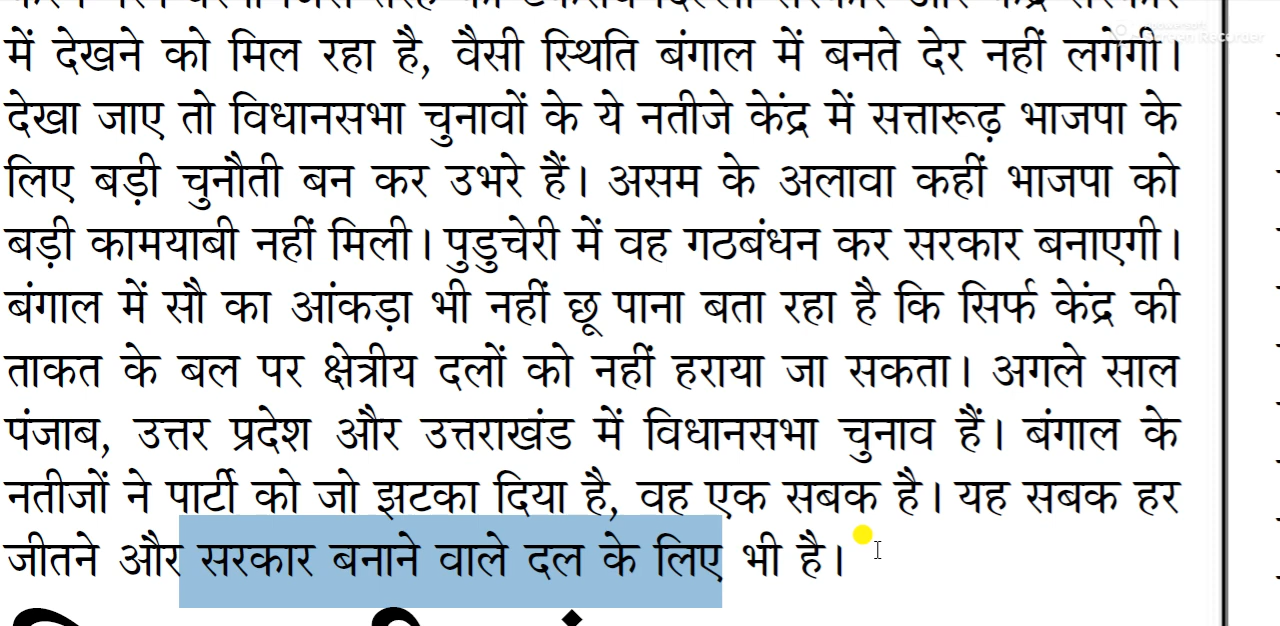 में देखने को मिल रहा है, वैसी स्थिति बंगाल में बनते देर नहीं लगेगी।
देखा जाए तो विधानसभा चुनावों के ये नतीजे केंद्र में सत्तारूढ़ भाजपा के
लिए बड़ी चुनौती बन कर उभरे हैं। असम के अलावा कहीं भाजपा को
बड़ी कामयाबी नहीं मिली। पुडुचेरी में वह गठबंधन कर सरकार बनाएगी।
बंगाल में सौ का आंकड़ा भी नहीं छू पाना बता रहा है कि सिर्फ केंद्र की
ताकत के बल पर क्षेत्रीय दलों को नहीं हराया जा सकता। अगले साल
पंजाब, उत्तर प्रदेश और उत्तराखंड में विधानसभा चुनाव हैं। बंगाल के
नतीजों ने पार्टी को जो झटका दिया है, वह एक सबक है। यह सबक हर
जीतने और सरकार बनाने वाले दल के लिए भी है।